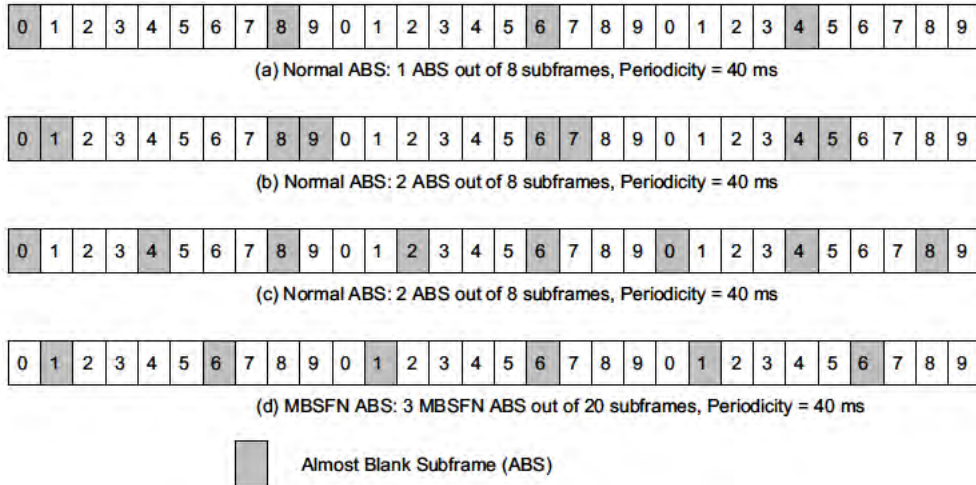 0 1 2 3 4 5 6 7 8 9 0 1 2 3 4 5 6 7 8 9 0 1 2 3 4 5 6 7 8 9
(a) Normal ABS: 1 ABS out of 8 subframes, Periodicity = 40 ms
0 1 2 3 4 5 6 7 8 9 0 1 2 3 4 5 6 7 8 9 0 1 2 3 4 5 6 7 8 9
(b) Normal ABS: 2 ABS out of 8 subframes, Periodicity = 40 ms
0 1 2 3 4 5 6 7 8 9 0 1 2 3 4 5 6 7 8 9 0 1 2 3 4 5 6 7 8 9
(c) Normal ABS: 2 ABS out of 8 subframes, Periodicity = 40 ms
0 1 2 3 4 5 6 7 8 9 0 1 2 3 4 5 6 7 8 9 0 1 2 3 4 5 6 7 8 9
(d) MBSFN ABS: 3 MBSFN ABS out of 20 subframes, Periodicity = 40 ms
Almost Blank Subframe (ABS)